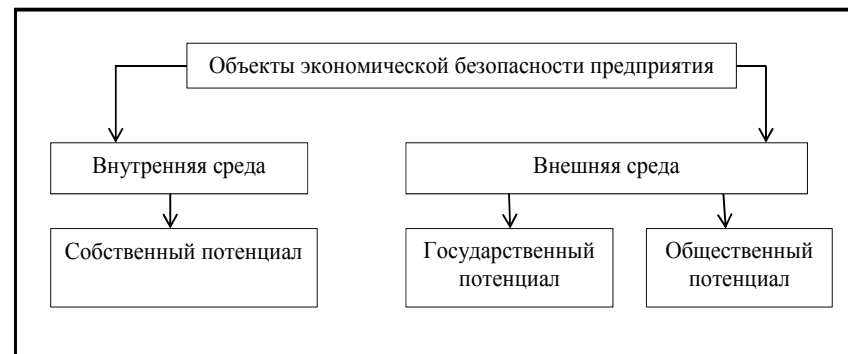 Объекты экономической безопасности предприятия
Внутренняя среда
Внешняя среда
Собственный потенциал
Государственный
потенциал
Общественный
потенциал